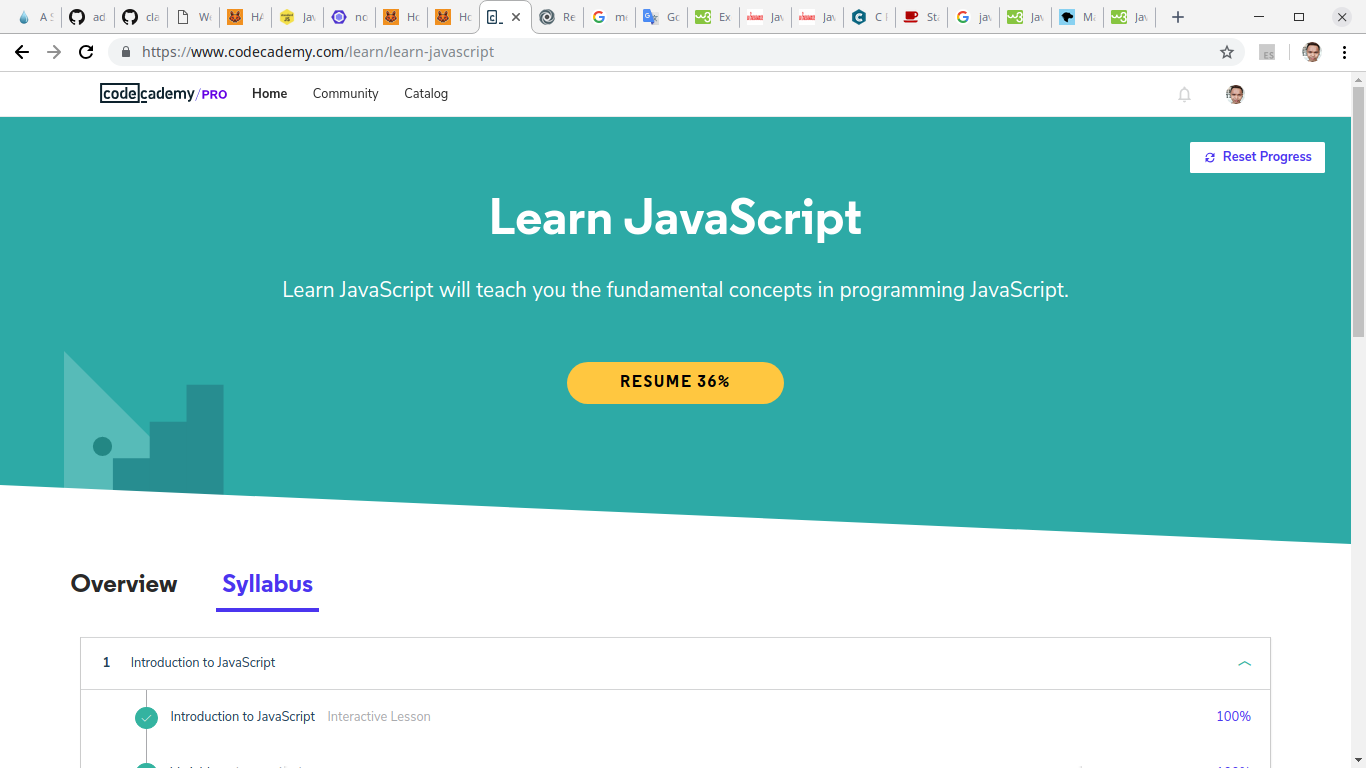 A S ad cla We HA Jav no Ho Ho Re mo Go Ex Jav Jav C I Sta jav Jav Ma Jav
https://www.codecademy.com/learn/learn-javascript
ES
codecademy/PRO Home Community Catalog
Reset Progress
Learn JavaScript
Learn JavaScript will teach you the fundamental concepts in programming JavaScript.
RESUME 36%
Overview Syllabus
1 Introduction to JavaScript
Introduction to JavaScript Interactive Lesson 100%